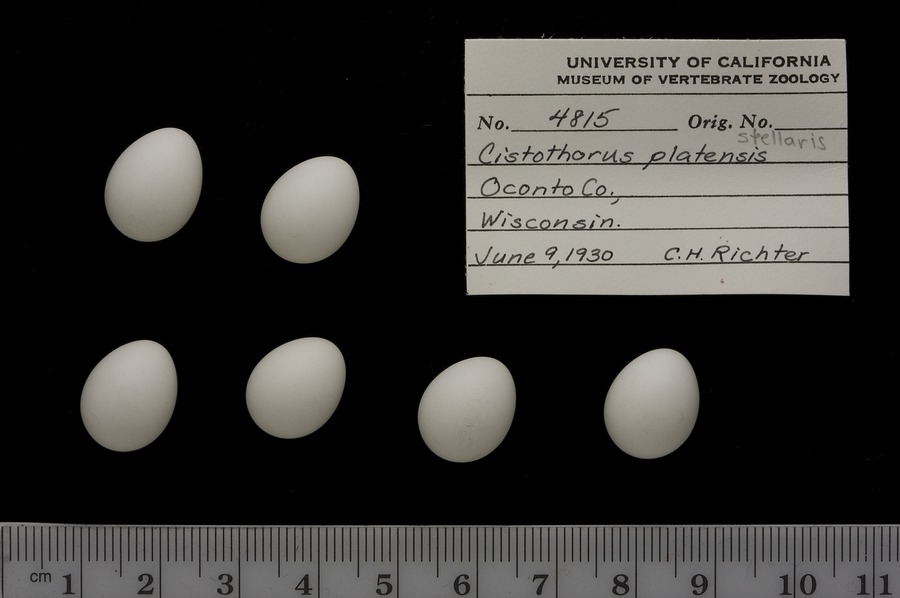 UNIVERSITY OF CALIFORNIA
MUSEUM OF VERTEBRATE ZOOLOGY
No. 4815 Orig. No.
stellaris
Cistothorus platensis
Oconto Co.,
Wisconsin.
June 9, 1930 C.H. Richter
cm 1 2 3 4 5 6 7 8 9 10 11